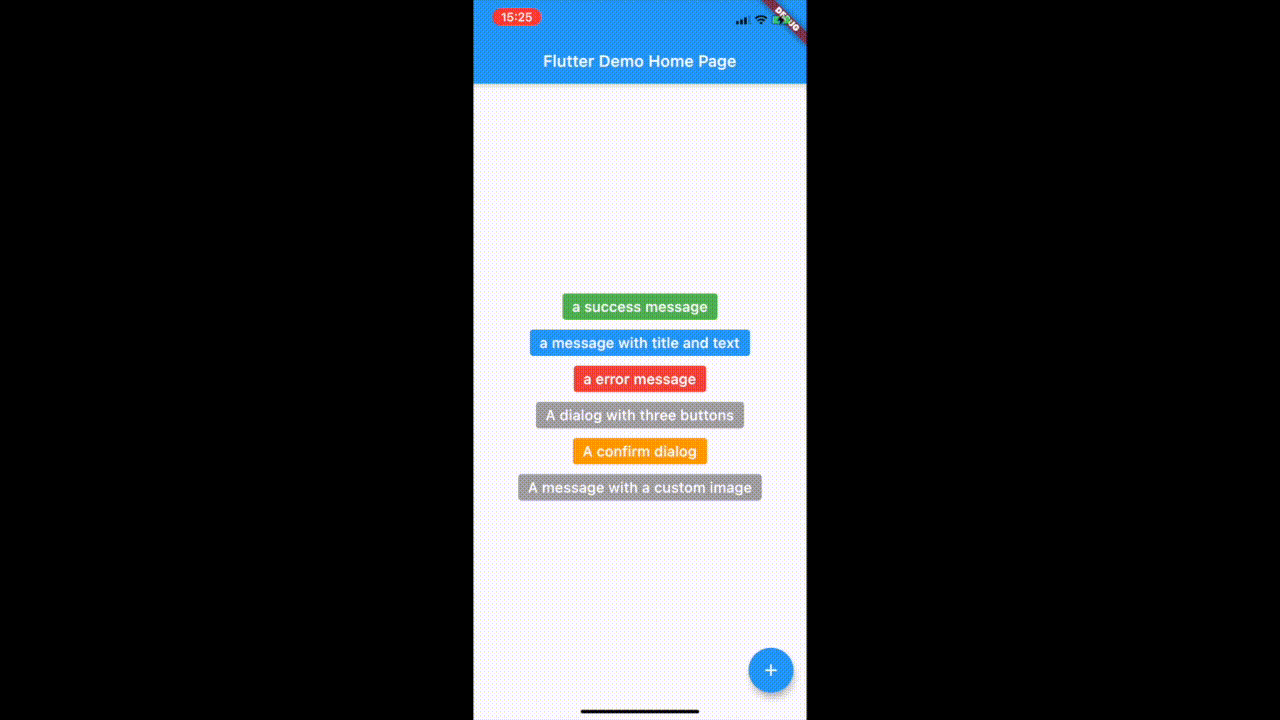 15:25
DEBUG
Flutter Demo Home Page
a success message
a message with title and text
a error message
A dialog with three buttons
A confirm dialog
A message with a custom image
+